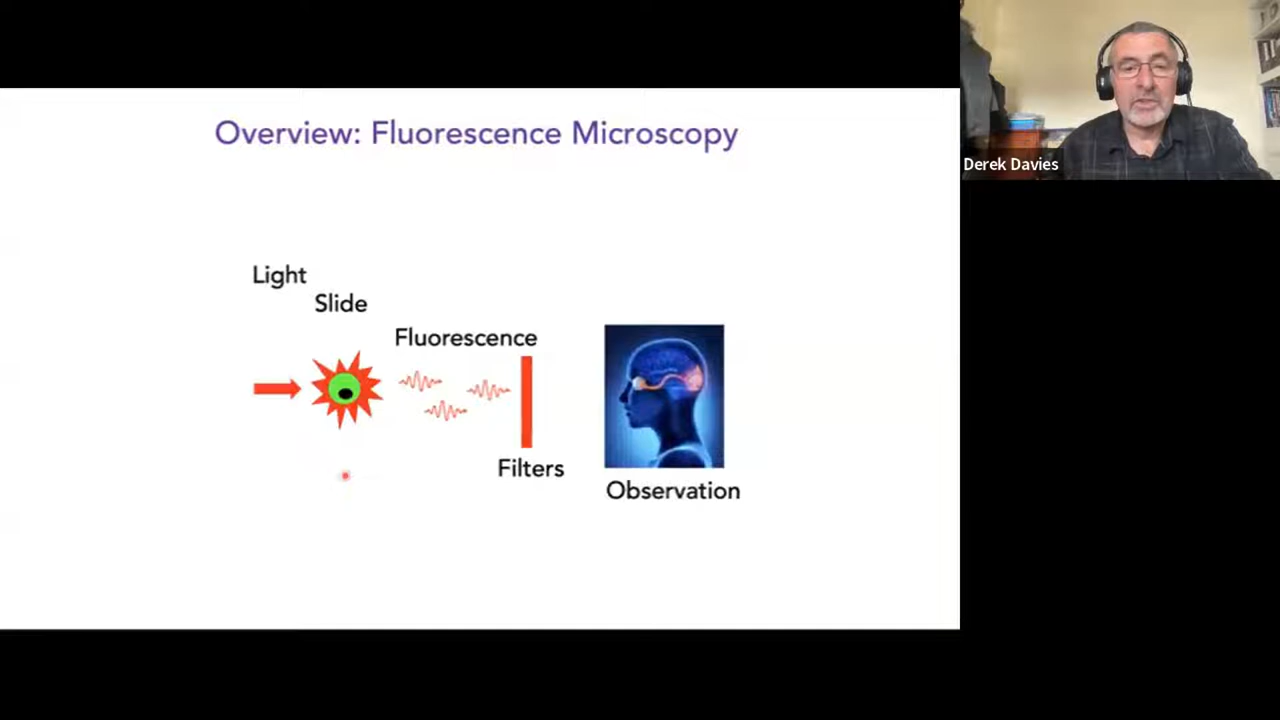 Overview: Fluorescence Microscopy
Derek Davies
Light
Slide
Fluorescence
Filters
Observation